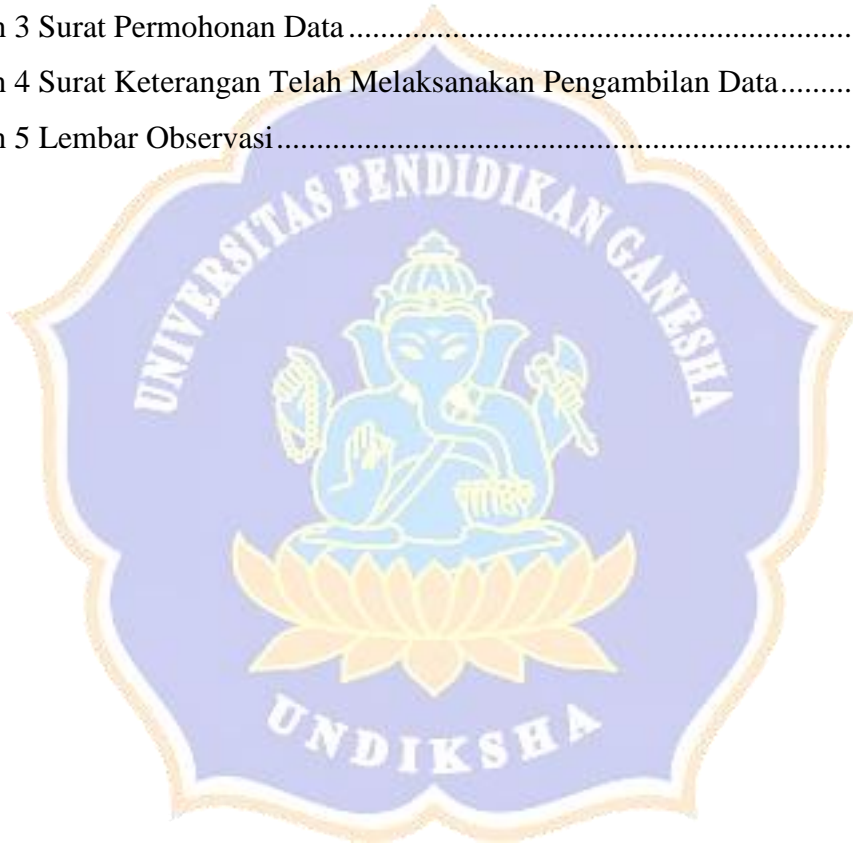 n 3 Surat Permohonan Data ...............................................................
n 4 Surat Keterangan Telah Melaksanakan Pengambilan Data.........
n 5 Lembar Observasi........................................................................
UNIVERSITAS PENDIDIKAN GANESHA
UNDIKSHA